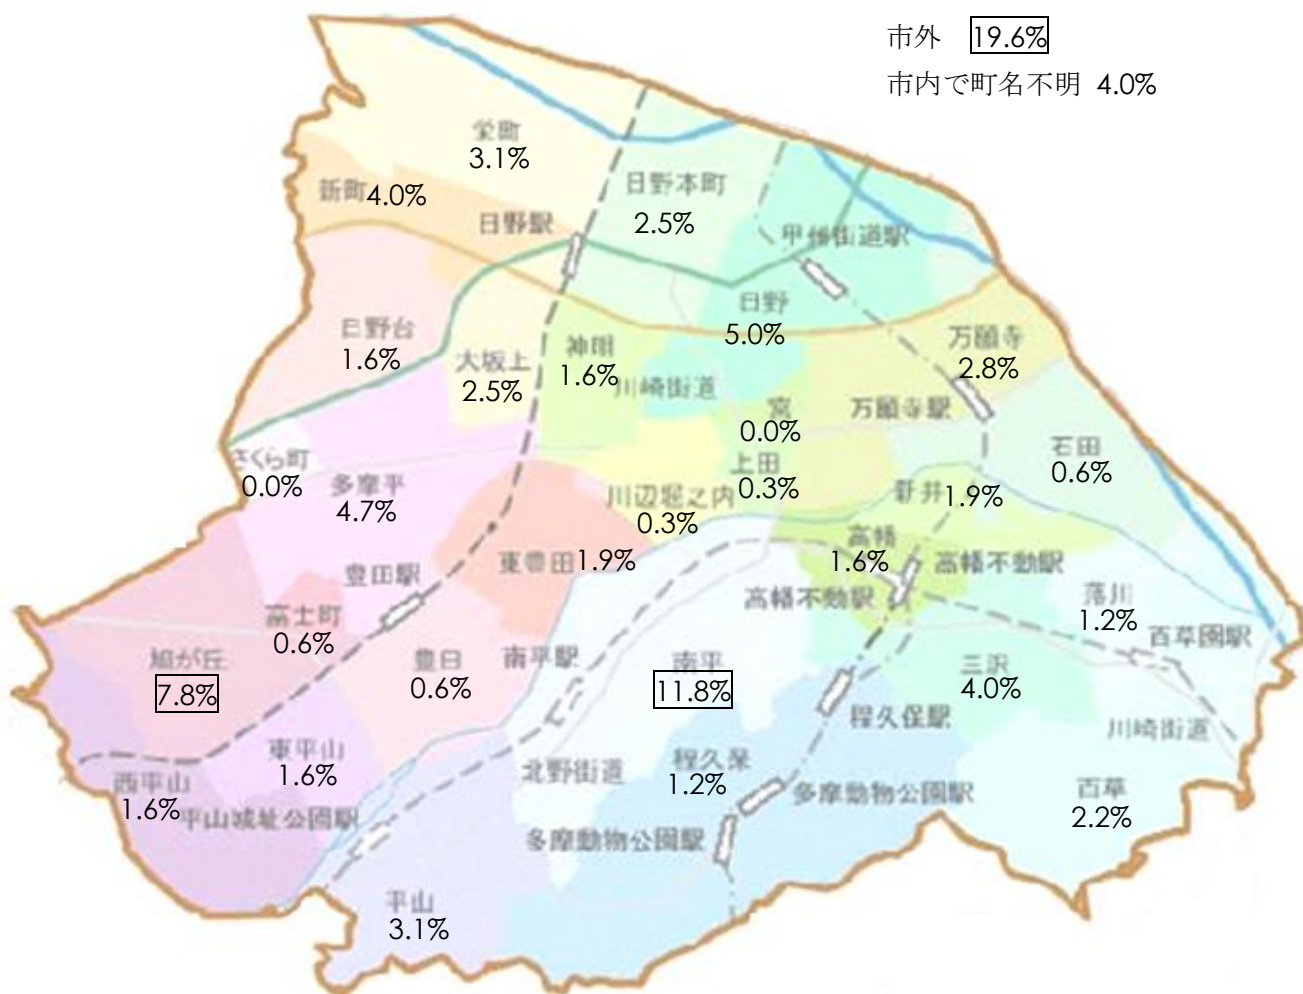 市外 19.6%
市内で町名不明 4.0%
栄町
3.1%
新町4.0%
日野本町
2.5%
日野駅
甲州街道駅
日野
5.0%
日野台
1.6%
大坂上
2.5%
神明
1.6%
川崎街道
万願寺
2.8%
万願寺駅
宮
0.0%
上田
0.3%
石田
0.6%
さくら町
0.0%
多摩平
4.7%
川辺堀之内
0.3%
新井
1.9%
東豊田1.9%
高幡
1.6%
高幡不動駅
高幡不動駅
豊田駅
富士町
0.6%
落川
1.2%
百草園駅
旭が丘
7.8%
豊田
0.6%
南平駅
南平
11.8%
三沢
4.0%
程久保駅
川崎街道
東平山
1.6%
西平山
1.6%
平山城址公園駅
北野街道
程久保
1.2%
多摩動物公園駅
多摩動物公園駅
百草
2.2%
平山
3.1%